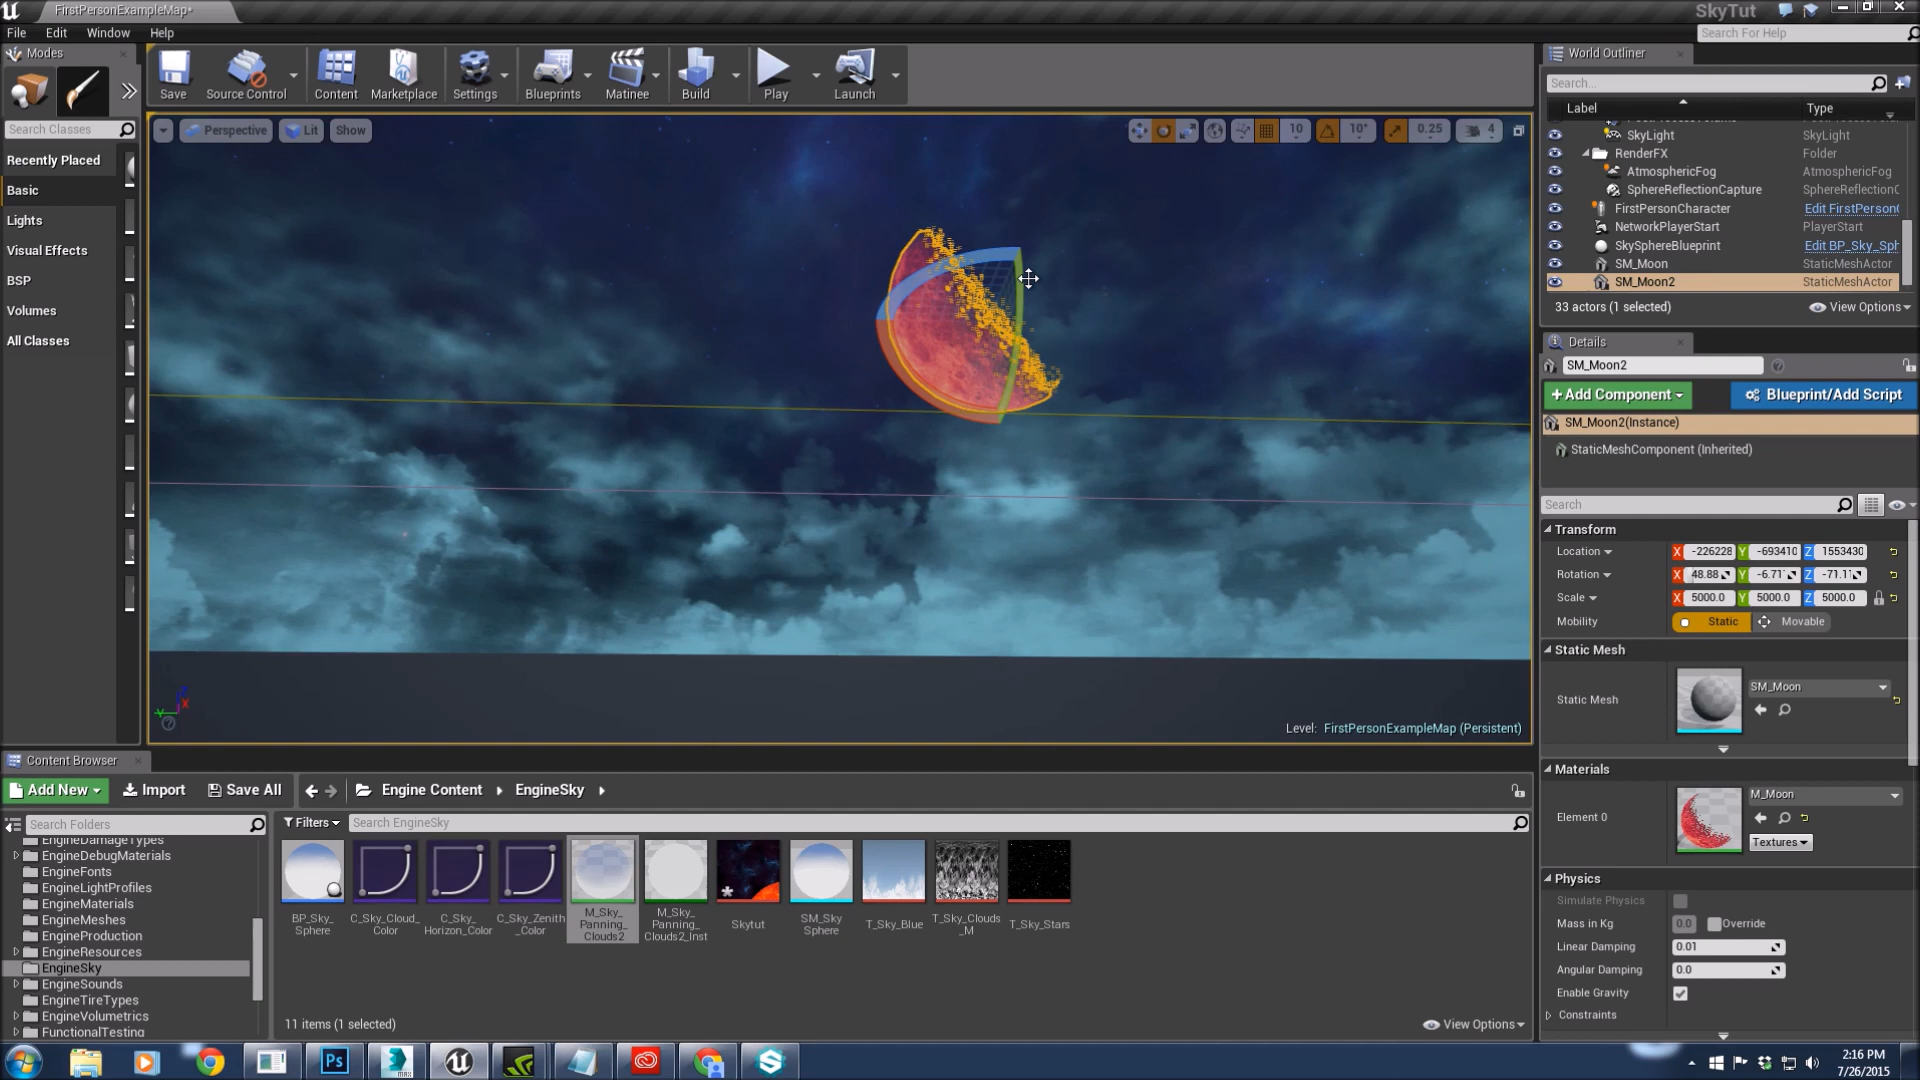 FirstPersonExampleMap*
SkyTut
File Edit Window Help
Search For Help
Modes
Save
Source Control
Content
Marketplace
Settings
Blueprints
Matinee
Build
Play
Launch
Search Classes
Recently Placed
Basic
Lights
Visual Effects
BSP
Volumes
All Classes
Perspective
Lit
Show
10
10°
0.25
4
Level: FirstPersonExampleMap (Persistent)
World Outliner
Search...
Label Type
SkyLight SkyLight
RenderFX Folder
AtmosphericFog AtmosphericFog
SphereReflectionCapture SphereReflectionC
FirstPersonCharacter Edit FirstPerson
NetworkPlayerStart PlayerStart
SkySphereBlueprint Edit BP_Sky_Sph
SM_Moon StaticMeshActor
SM_Moon2 StaticMeshActor
33 actors (1 selected) View Options
Details
SM_Moon2
+Add Component
Blueprint/Add Script
SM_Moon2(Instance)
StaticMeshComponent (Inherited)
Search
Transform
Location X -226228 Y -693410 Z 1553430
Rotation X 48.88 Y -6.71 Z -71.11
Scale X 5000.0 Y 5000.0 Z 5000.0
Mobility Static Movable
Static Mesh
Static Mesh SM_Moon
Materials
Element 0 M_Moon
Textures
Physics
Simulate Physics
Mass in Kg 0.0 Override
Linear Damping 0.01
Angular Damping 0.0
Enable Gravity
Constraints
Content Browser
Add New Import Save All Engine Content EngineSky
Search Folders
Filters Search EngineSky
EngineDamageTypes
EngineDebugMaterials
EngineFonts
EngineLightProfiles
EngineMaterials
EngineMeshes
EngineProduction
EngineResources
EngineSky
EngineSounds
EngineTireTypes
EngineVolumetrics
FunctionalTesting
BP_Sky_
Sphere
C_Sky_Cloud_
Color
C_Sky_
Horizon_Color
C_Sky_Zenith
_Color
M_Sky_
Panning_
Clouds2
M_Sky_
Panning_
Clouds2_Inst
Skytut
SM_Sky
Sphere
T_Sky_Blue
T_Sky_Clouds
_M
T_Sky_Stars
11 items (1 selected)
View Options
Ps
MAX
2:16 PM
7/26/2015